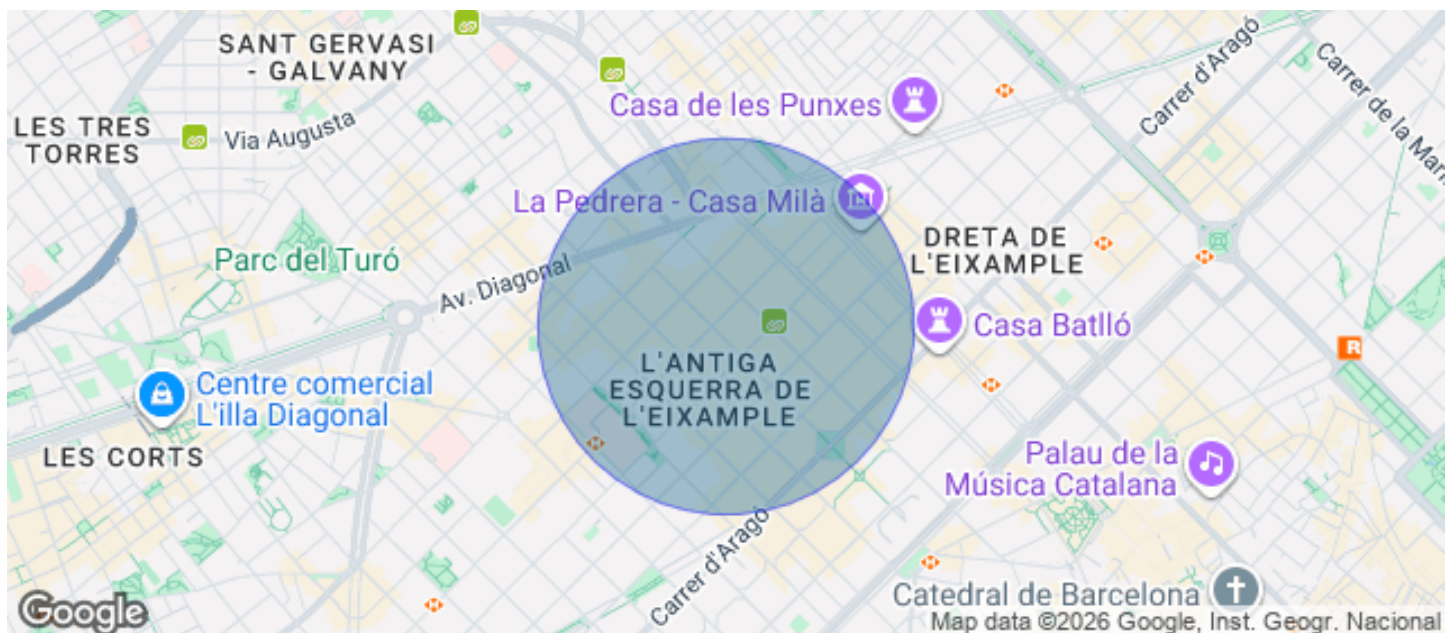 SANT GERVASI
- GALVANY
LES TRES
TORRES
Via Augusta
Casa de les Punxes
Carrer d'Aragó
Carrer de la Mari
La Pedrera - Casa Milà
Parc del Turó
Av. Diagonal
DRETA DE
L'EIXAMPLE
Casa Batlló
R
L'ANTIGA
ESQUERRA DE
L'EIXAMPLE
Centre comercial
L'illa Diagonal
LES CORTS
Palau de la
Música Catalana
Carrer d'Aragó
Catedral de Barcelona
Google
Map data ©2026 Google, Inst. Geogr. Nacional